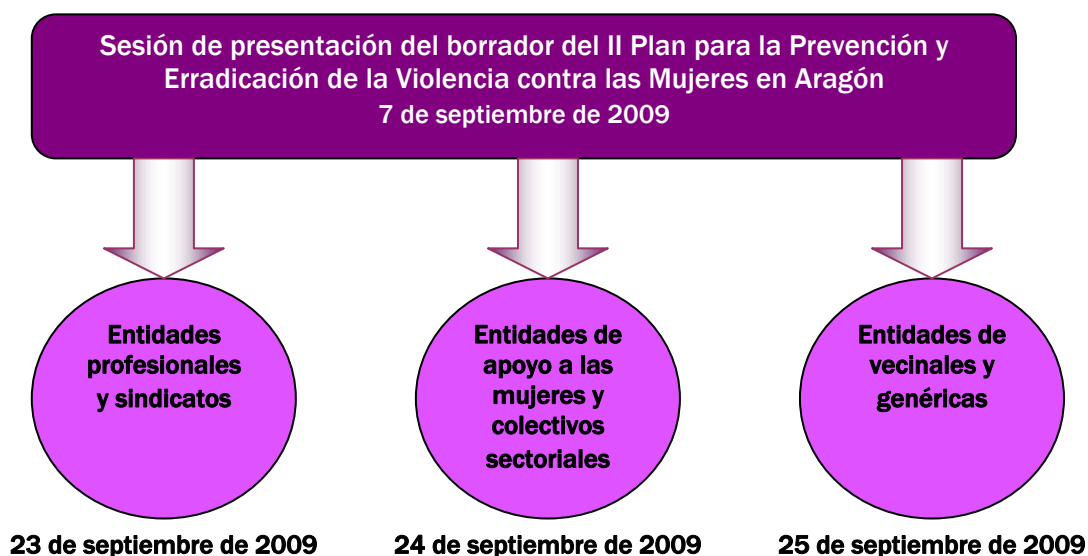 Sesión de presentación del borrador del II Plan para la Prevención y
Erradicación de la Violencia contra las Mujeres en Aragón
7 de septiembre de 2009
Entidades
profesionales
y sindicatos
Entidades de
apoyo a las
mujeres y
colectivos
sectoriales
Entidades de
vecinales y
genéricas
23 de septiembre de 2009
24 de septiembre de 2009
25 de septiembre de 2009